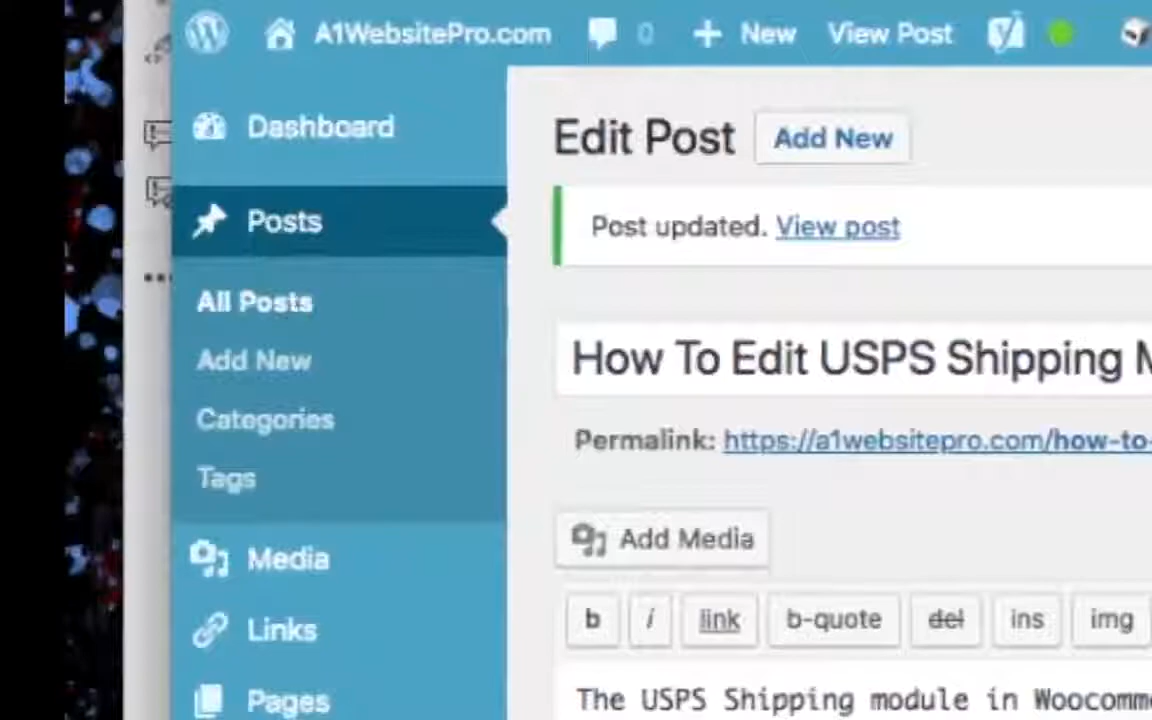 A1WebsitePro.com 0 New View Post
Dashboard
Posts
All Posts
Add New
Categories
Tags
Media
Links
Pages
Edit Post Add New
Post updated. View post
How To Edit USPS Shipping
Permalink: https://a1websitepro.com/how-to-
Add Media
b i link b-quote del ins img
The USPS Shipping module in Woocomm